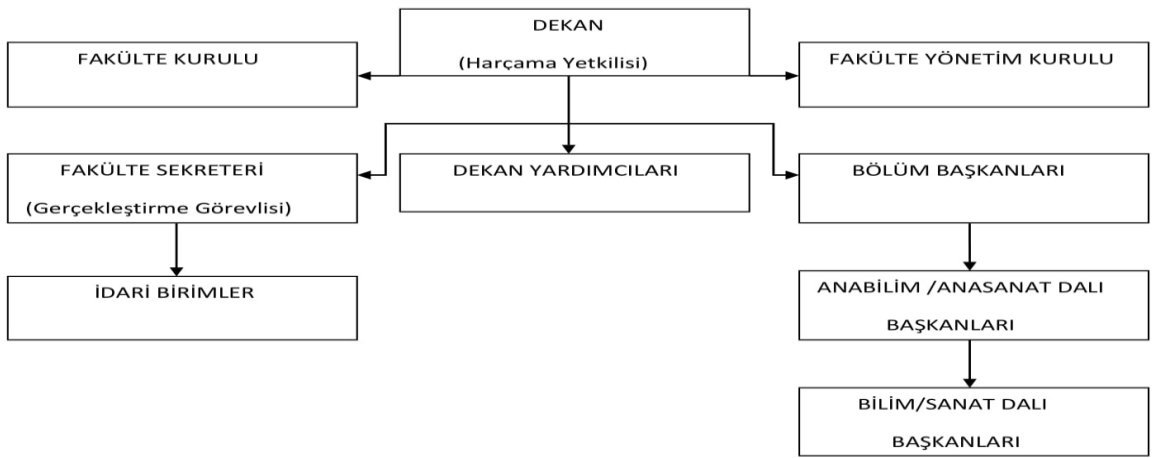 DEKAN
(Harçama Yetkilisi)
FAKÜLTE KURULU
FAKÜLTE YÖNETİM KURULU
FAKÜLTE SEKRETERİ
(Gerçekleştirme Görevlisi)
DEKAN YARDIMCILARI
BÖLÜM BAŞKANLARI
İDARİ BİRİMLER
ANABİLİM /ANASANAT DALI
BAŞKANLARI
BİLİM/SANAT DALI
BAŞKANLARI